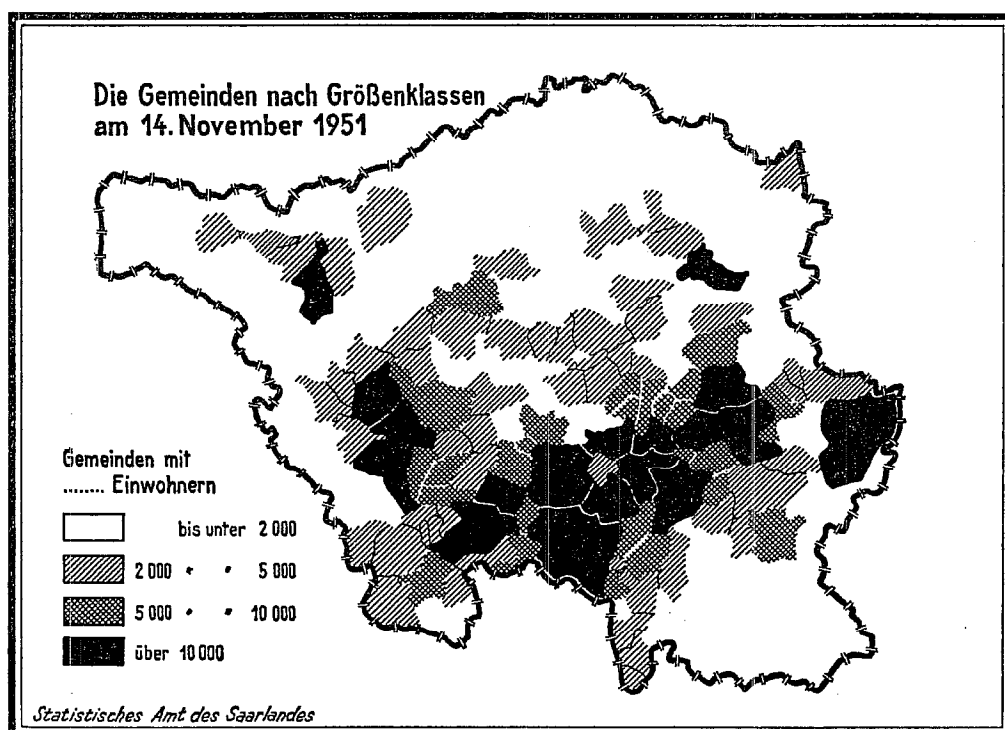 Die Gemeinden nach Größenklassen
am 14. November 1951
Gemeinden mit
........ Einwohnern
bis unter 2 000
2 000 " " 5 000
5 000 " " 10 000
über 10 000
Statistisches Amt des Saarlandes